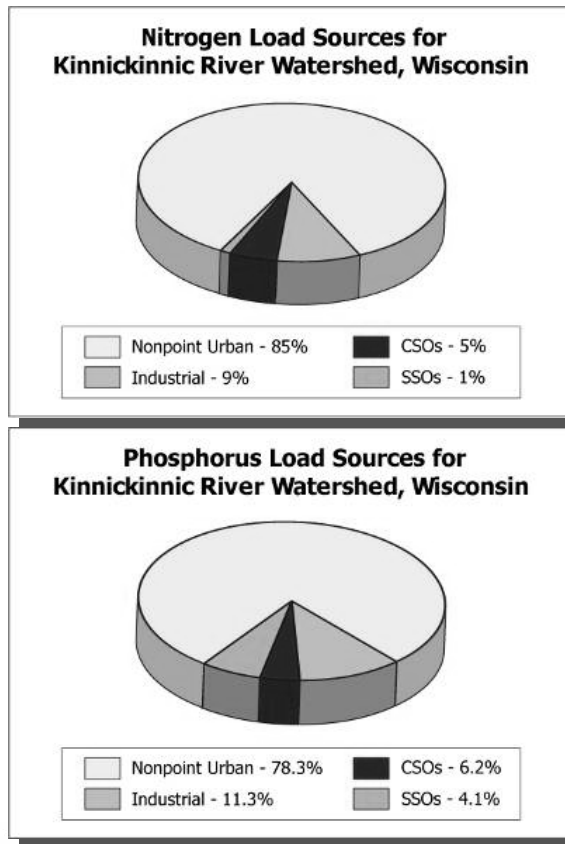 Nitrogen Load Sources for
Kinnickinnic River Watershed, Wisconsin
Nonpoint Urban - 85%
CSOs - 5%
Industrial - 9%
SSOs - 1%
Phosphorus Load Sources for
Kinnickinnic River Watershed, Wisconsin
Nonpoint Urban - 78.3%
CSOs - 6.2%
Industrial - 11.3%
SSOs - 4.1%